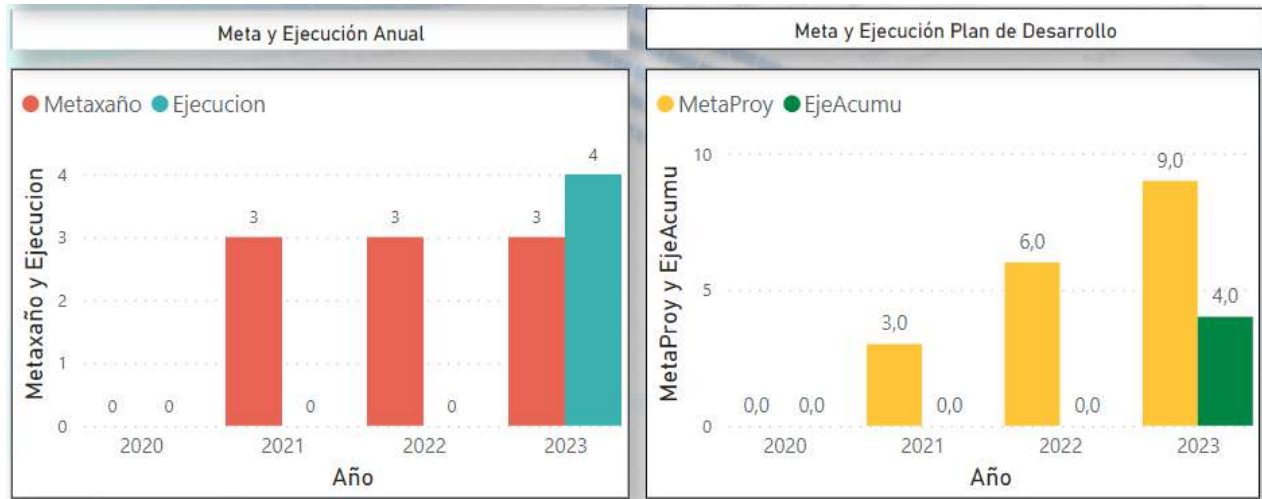 Meta y Ejecución Anual
Metaxaño Ejecucion
Metaxaño y Ejecucion
4
3
2
1
0
0 0
3 0
3 0
3 4
2020 2021 2022 2023
Año
Meta y Ejecución Plan de Desarrollo
MetaProy EjeAcumu
MetaProy y EjeAcumu
10
5
0
0,0 0,0
3,0 0,0
6,0 0,0
9,0 4,0
2020 2021 2022 2023
Año